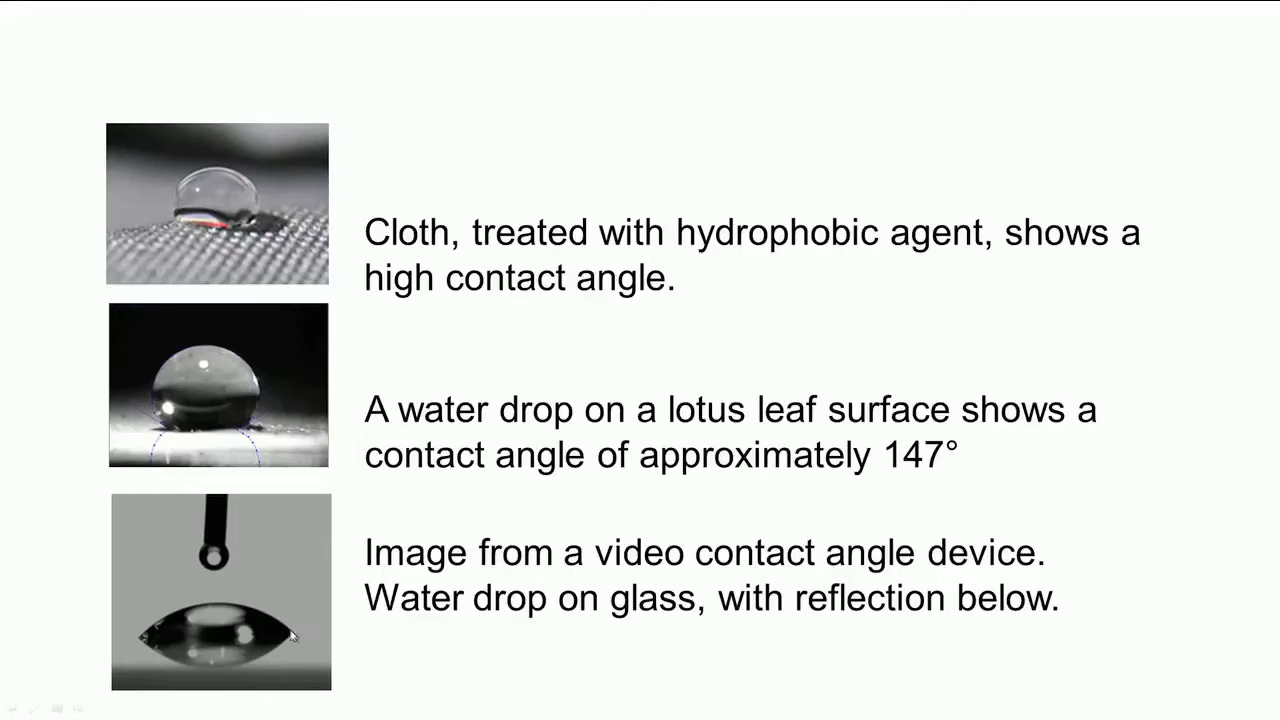 Cloth, treated with hydrophobic agent, shows a
high contact angle.
A water drop on a lotus leaf surface shows a
contact angle of approximately 147°
Image from a video contact angle device.
Water drop on glass, with reflection below.